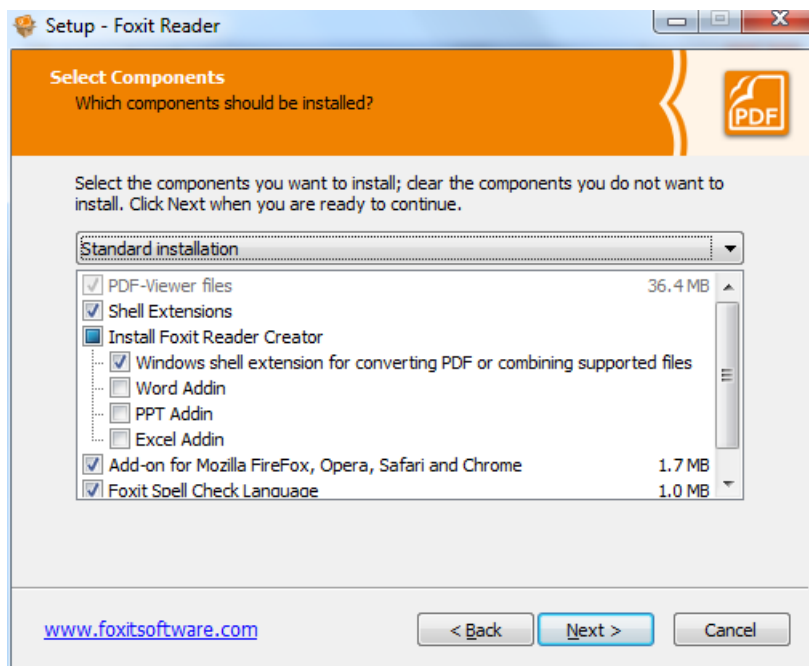 Setup - Foxit Reader
Select Components
Which components should be installed?
PDF
Select the components you want to install; clear the components you do not want to
install. Click Next when you are ready to continue.
Standard installation
PDF-Viewer files 36.4 MB
Shell Extensions
Install Foxit Reader Creator
Windows shell extension for converting PDF or combining supported files
Word Addin
PPT Addin
Excel Addin
Add-on for Mozilla FireFox, Opera, Safari and Chrome 1.7 MB
Foxit Spell Check Language 1.0 MB
www.foxitsoftware.com
< Back Next > Cancel